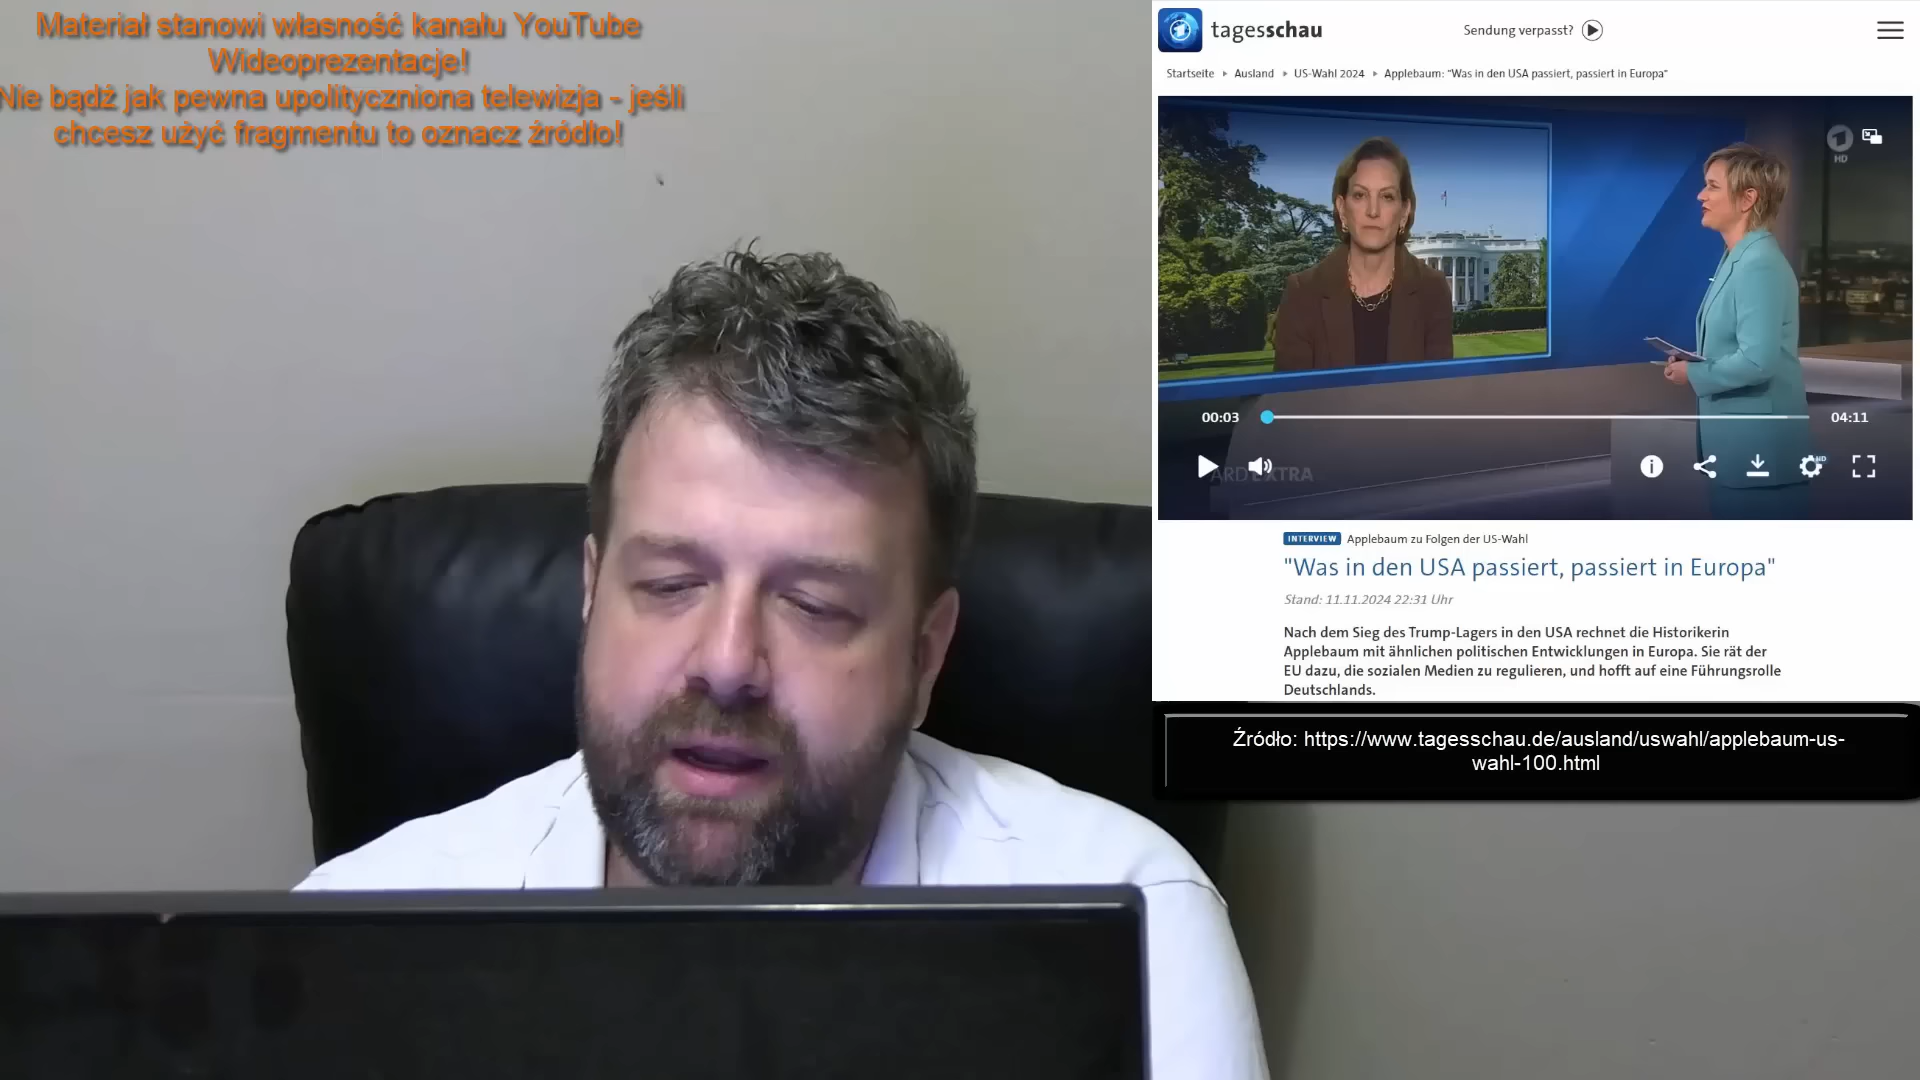 Materiał stanowi własność kanału YouTube
Wideoprezentacje!
Nie bądź jak pewna upolityczniona telewizja - jeśli
chcesz użyć fragmentu to oznacz źródło!
tagesschau
Sendung verpasst?
Startseite
Ausland
US-Wahl 2024
Applebaum: "Was in den USA passiert, passiert in Europa"
HD
00:03
04:11
ARD EXTRA
HD
INTERVIEW Applebaum zu Folgen der US-Wahl
"Was in den USA passiert, passiert in Europa"
Stand: 11.11.2024 22:31 Uhr
Nach dem Sieg des Trump-Lagers in den USA rechnet die Historikerin
Applebaum mit ähnlichen politischen Entwicklungen in Europa. Sie rät der
EU dazu, die sozialen Medien zu regulieren, und hofft auf eine Führungsrolle
Deutschlands.
Źródło: https://www.tagesschau.de/ausland/uswahl/applebaum-us-
wahl-100.html